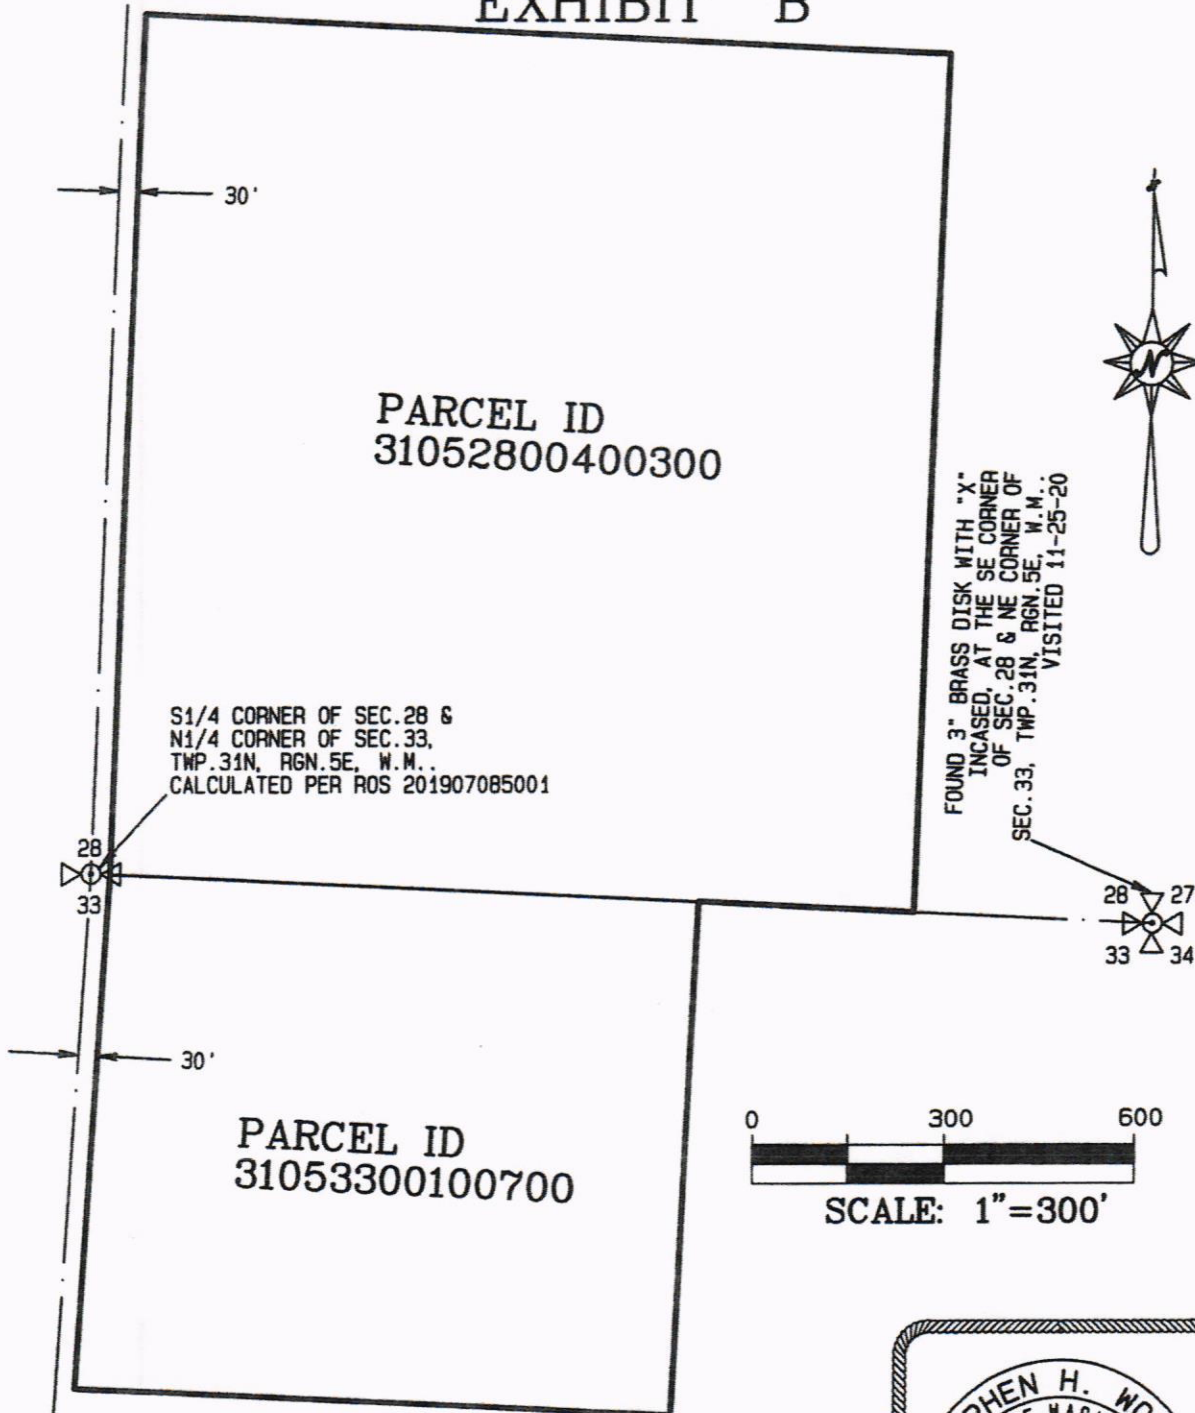 EXHIBIT B
30'
PARCEL ID
31052800400300
N
FOUND 3" BRASS DISK WITH "X"
INCASED, AT THE SE CORNER
OF SEC.28 & NE CORNER OF
SEC.33, TWP.31N, RGN.5E, W.M..
VISITED 11-25-20
S1/4 CORNER OF SEC.28 &
N1/4 CORNER OF SEC.33,
TWP.31N, RGN.5E, W.M..
CALCULATED PER ROS 201907085001
28
33
28 27
33 34
30'
PARCEL ID
31053300100700
0 300 600
SCALE: 1"=300'
H.